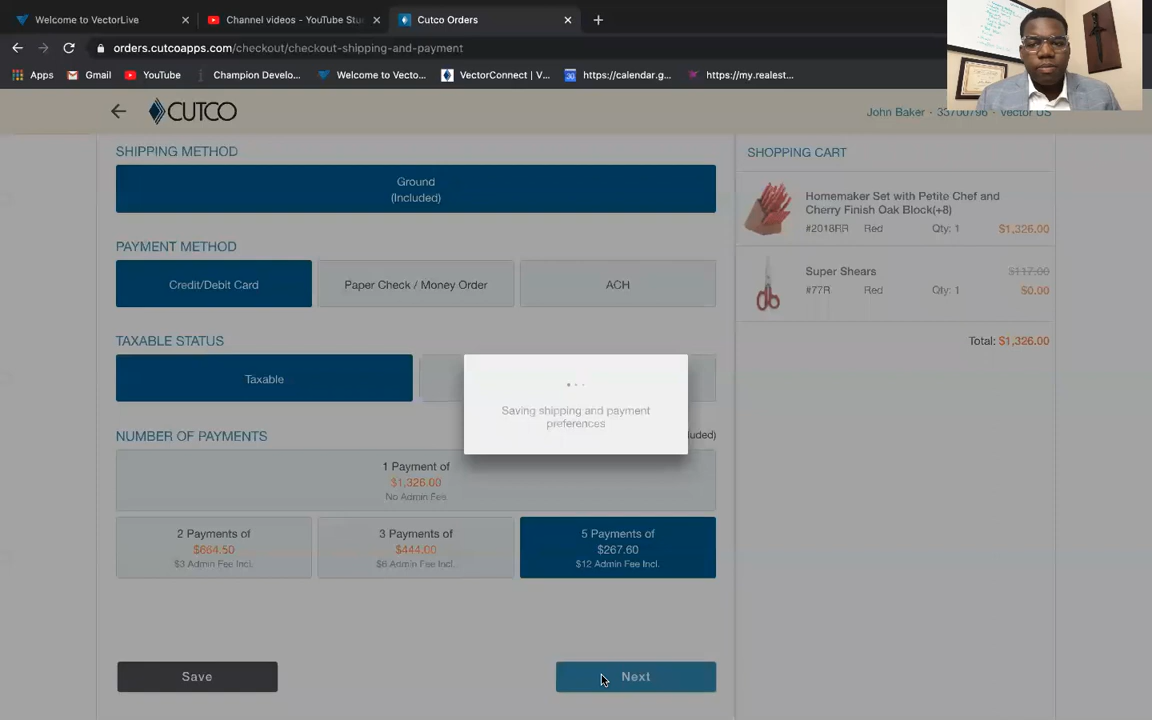 Welcome to VectorLive
Channel videos - YouTube Stu
Cutco Orders
orders.cutcoapps.com/checkout/checkout-shipping-and-payment
Apps
Gmail
YouTube
Champion Develo...
Welcome to Vecto...
VectorConnect | V...
https://calendar.g...
https://my.realest...
CUTCO
John Baker · 33700796 · Vector US
SHIPPING METHOD
Ground
(Included)
PAYMENT METHOD
Credit/Debit Card
Paper Check / Money Order
ACH
TAXABLE STATUS
Taxable
NUMBER OF PAYMENTS
luded)
1 Payment of
$1,326.00
No Admin Fee
2 Payments of
$664.50
$3 Admin Fee Incl.
3 Payments of
$444.00
$6 Admin Fee Incl.
5 Payments of
$267.60
$12 Admin Fee Incl.
Saving shipping and payment
preferences
Save
Next
SHOPPING CART
Homemaker Set with Petite Chef and
Cherry Finish Oak Block(+8)
#2018RR Red Qty: 1 $1,326.00
Super Shears $117.00
#77R Red Qty: 1 $0.00
Total: $1,326.00